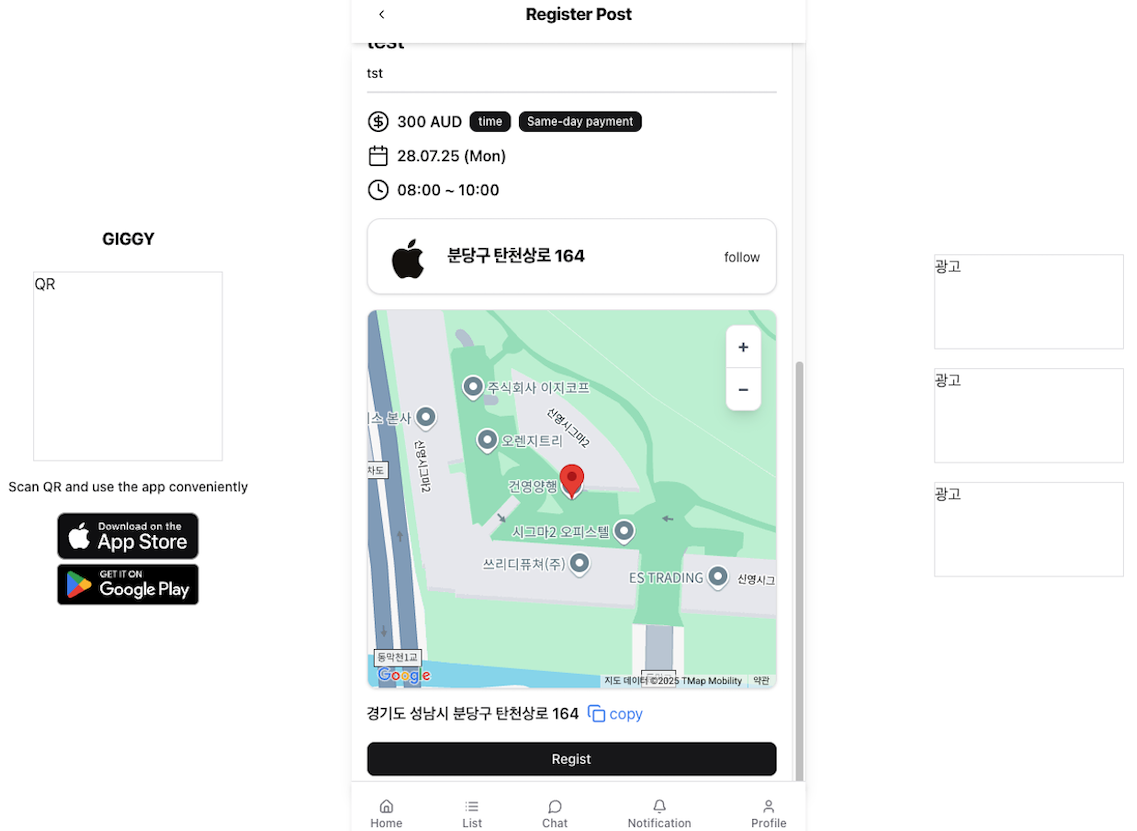 Register Post
test
tst
300 AUD time Same-day payment
28.07.25 (Mon)
08:00 ~ 10:00
분당구 탄천상로 164 follow
+
−
주식회사 이지코프
신영시그마2
스 본사
오렌지트리
신영시그마2
차도
건영양행
시그마2 오피스텔
쓰리디퓨쳐(주)
ES TRADING
신영시그
동막천1교
Google
지도 데이터 ©2025 TMap Mobility 약관
경기도 성남시 분당구 탄천상로 164 copy
Regist
Home List Chat Notification Profile
GIGGY
QR
Scan QR and use the app conveniently
Download on the
App Store
GET IT ON
Google Play
광고
광고
광고